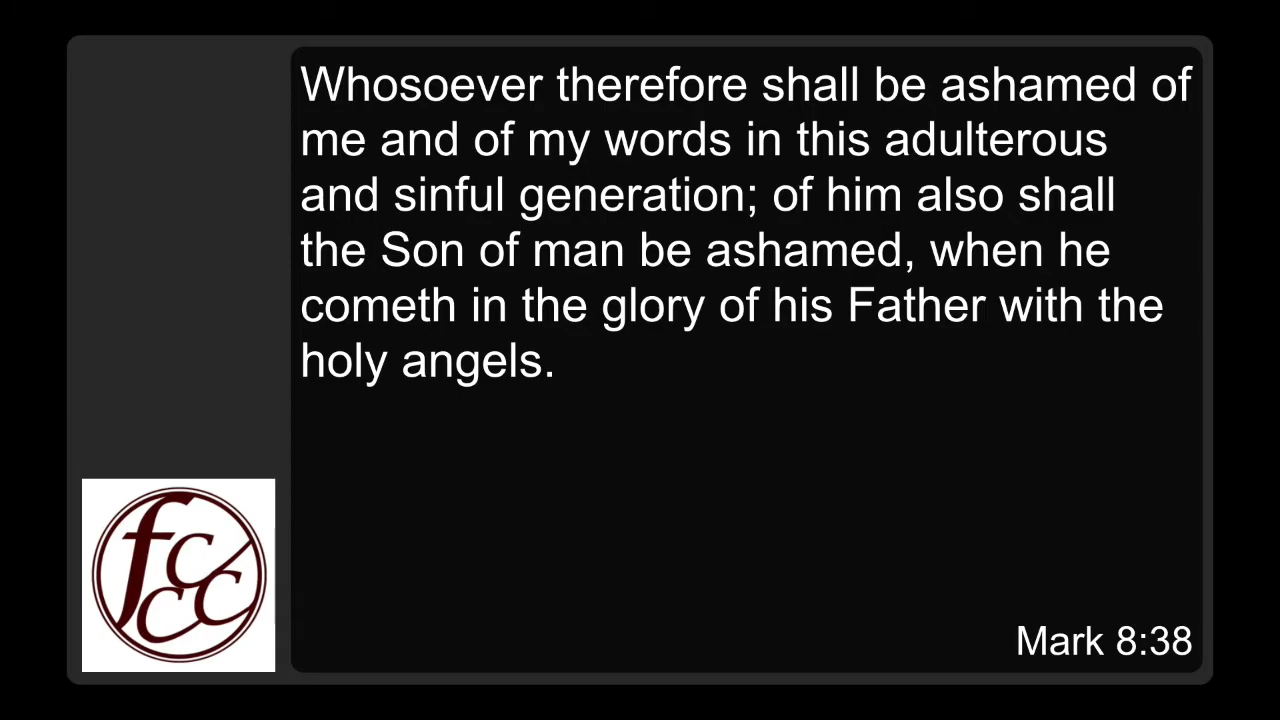 Whosoever therefore shall be ashamed of
me and of my words in this adulterous
and sinful generation; of him also shall
the Son of man be ashamed, when he
cometh in the glory of his Father with the
holy angels.
fccc
Mark 8:38